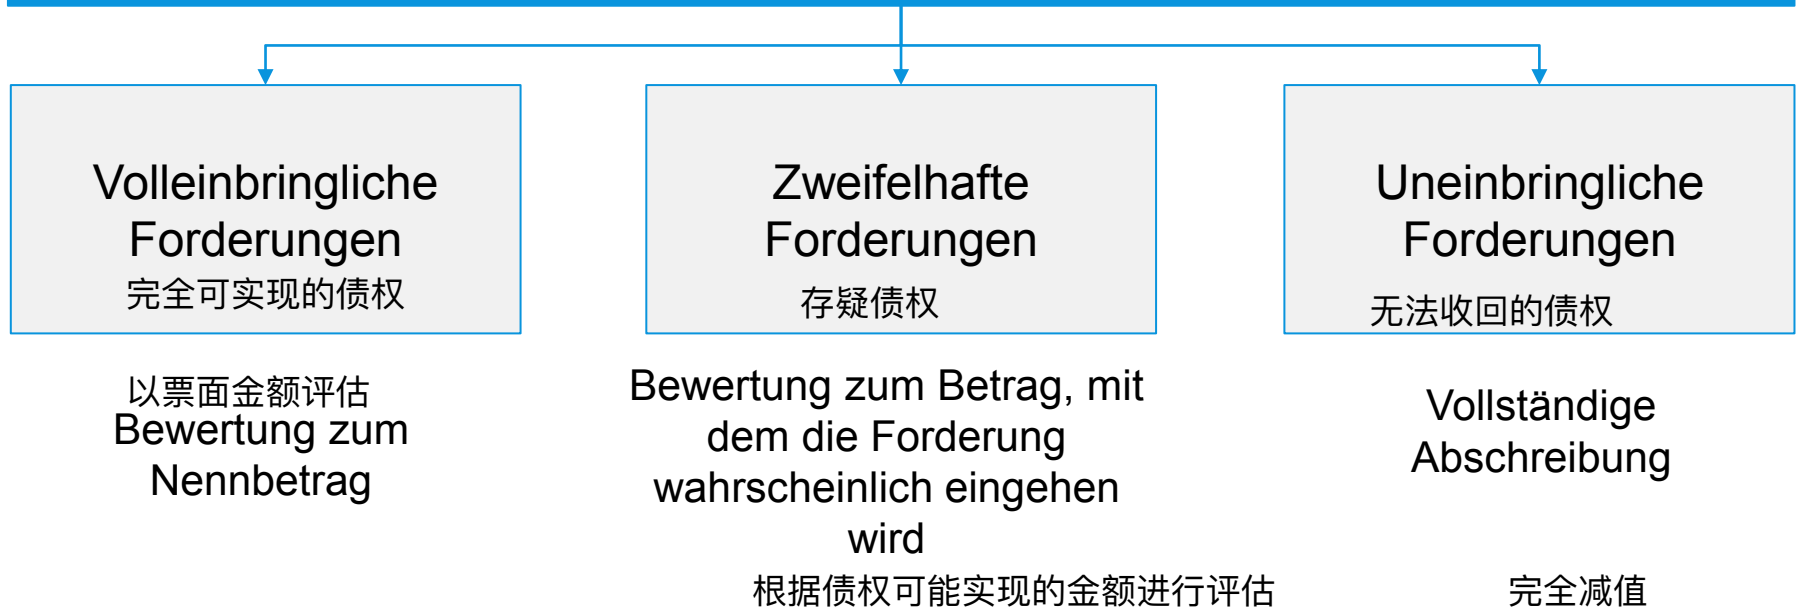 Volleinbringliche
Forderungen
完全可实现的债权
Zweifelhafte
Forderungen
存疑债权
Uneinbringliche
Forderungen
无法收回的债权
以票面金额评估
Bewertung zum
Nennbetrag
Bewertung zum Betrag, mit
dem die Forderung
wahrscheinlich eingehen
wird
根据债权可能实现的金额进行评估
Vollständige
Abschreibung
完全减值